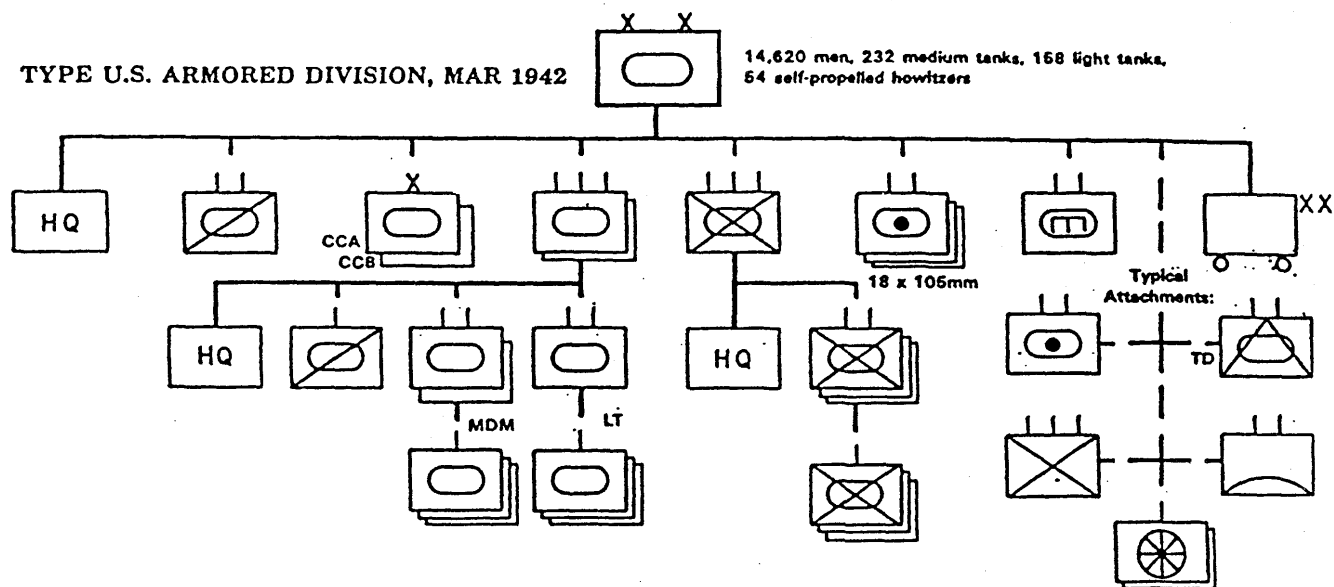 TYPE U.S. ARMORED DIVISION, MAR 1942
14,620 men, 232 medium tanks, 158 light tanks,
54 self-propelled howitzers
HQ
CCA
CCB
18 x 105mm
XX
Typical
Attachments:
HQ
HQ
TD
MDM
LT